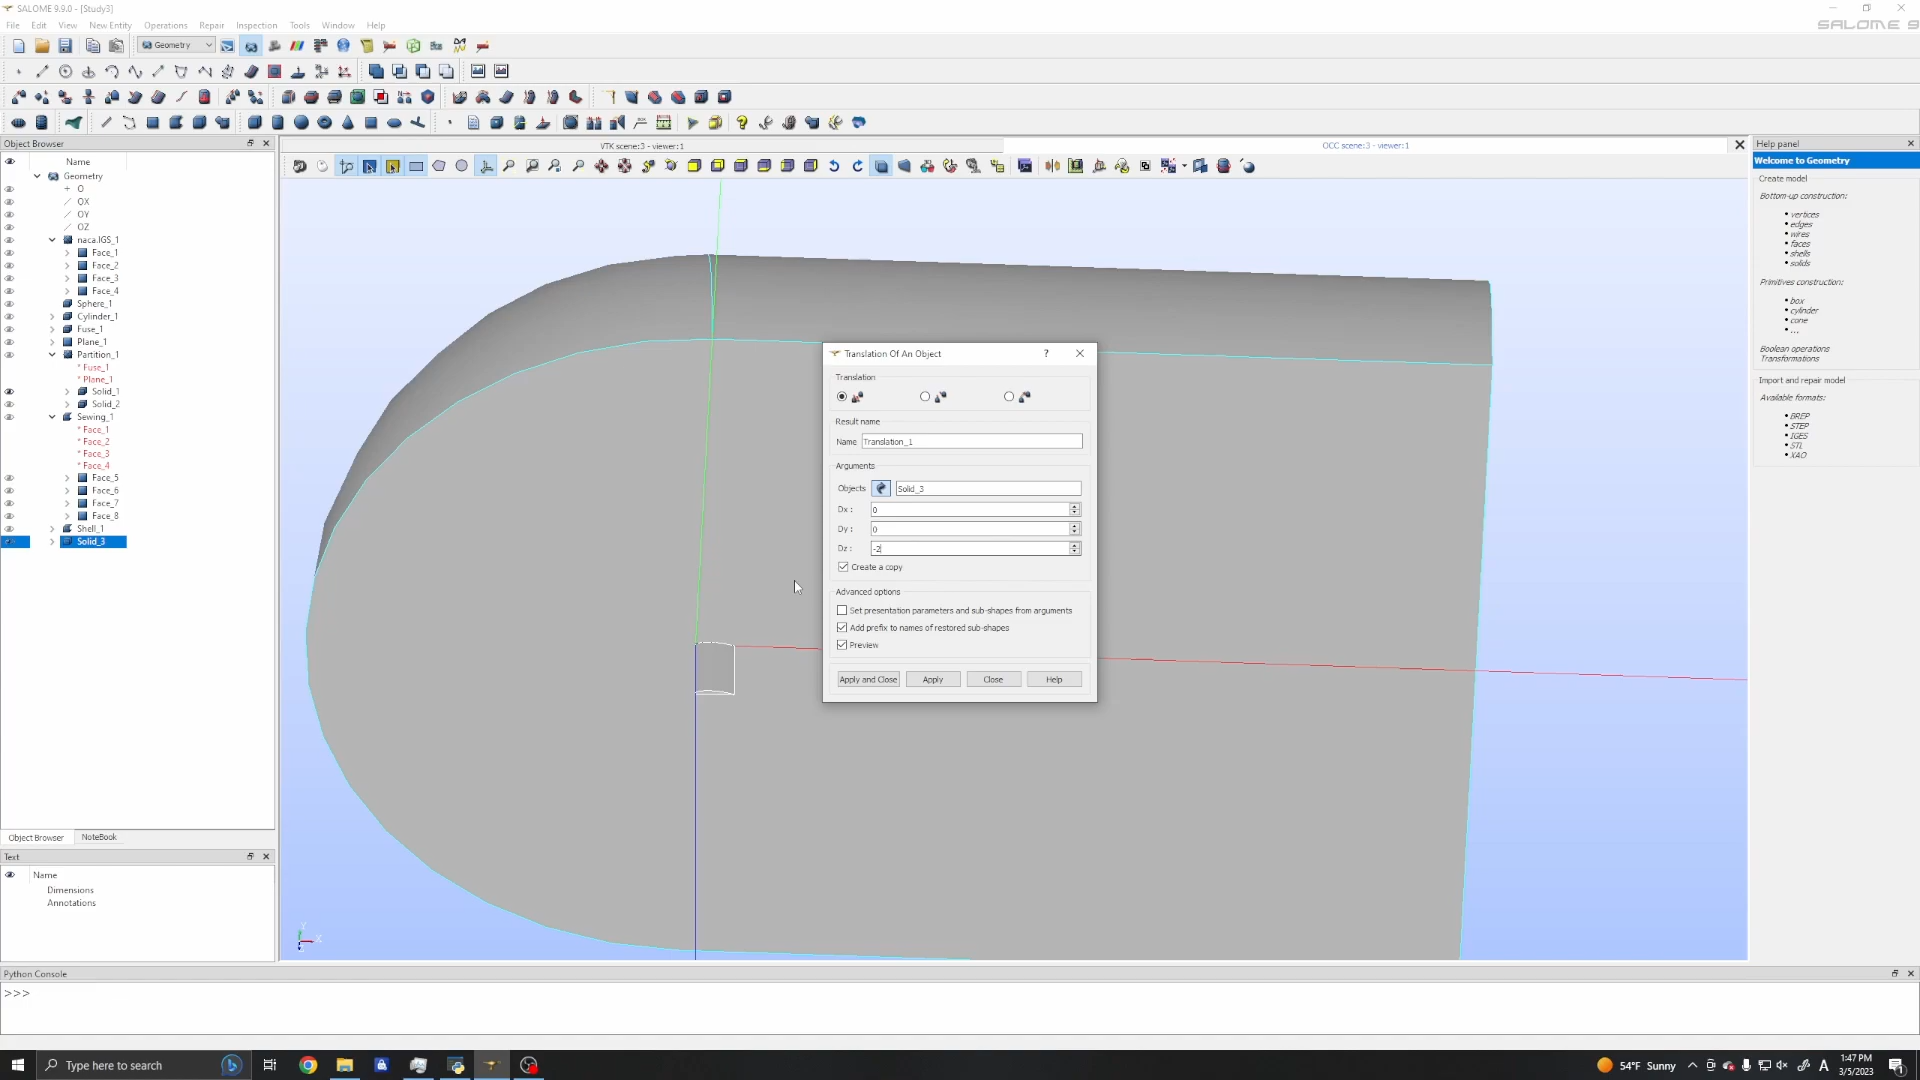 SALOME 9.9.0 - [Study3]
File Edit View New Entity Operations Repair Inspection Tools Window Help
SALOME 9
Geometry
Object Browser
VTK scene:3 - viewer:1
OCC scene:3 - viewer:1
Help panel
Name
Geometry
O
OX
OY
OZ
naca.IGS_1
Face_1
Face_2
Face_3
Face_4
Sphere_1
Cylinder_1
Fuse_1
Plane_1
Partition_1
* Fuse_1
* Plane_1
Solid_1
Solid_2
Sewing_1
* Face_1
* Face_2
* Face_3
* Face_4
Face_5
Face_6
Face_7
Face_8
Shell_1
Solid_3
Object Browser NoteBook
Text
Name
Dimensions
Annotations
Translation Of An Object
?
Translation
Result name
Name Translation_1
Arguments
Objects Solid_3
Dx : 0
Dy : 0
Dz : -2
Create a copy
Advanced options
Set presentation parameters and sub-shapes from arguments
Add prefix to names of restored sub-shapes
Preview
Apply and Close Apply Close Help
Welcome to Geometry
Create model
Bottom-up construction:
• vertices
• edges
• wires
• faces
• shells
• solids
Primitives construction:
• box
• cylinder
• cone
• ...
Boolean operations
Transformations
Import and repair model
Available formats:
• BREP
• STEP
• IGES
• STL
• XAO
Y
X
Python Console
>>>
Type here to search
54°F Sunny
A
1:47 PM
3/5/2023
1